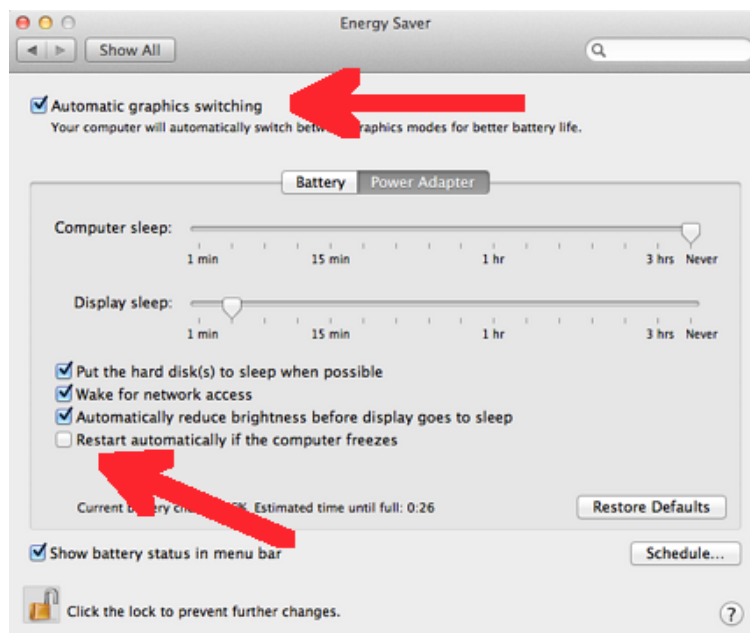 Energy Saver
Show All
Automatic graphics switching
Your computer will automatically switch graphics modes for better battery life.
Battery Power Adapter
Computer sleep:
1 min 15 min 1 hr 3 hrs Never
Display sleep:
1 min 15 min 1 hr 3 hrs Never
Put the hard disk(s) to sleep when possible
Wake for network access
Automatically reduce brightness before display goes to sleep
Restart automatically if the computer freezes
Current Estimated time until full: 0:26
Restore Defaults
Show battery status in menu bar
Schedule...
Click the lock to prevent further changes.
?